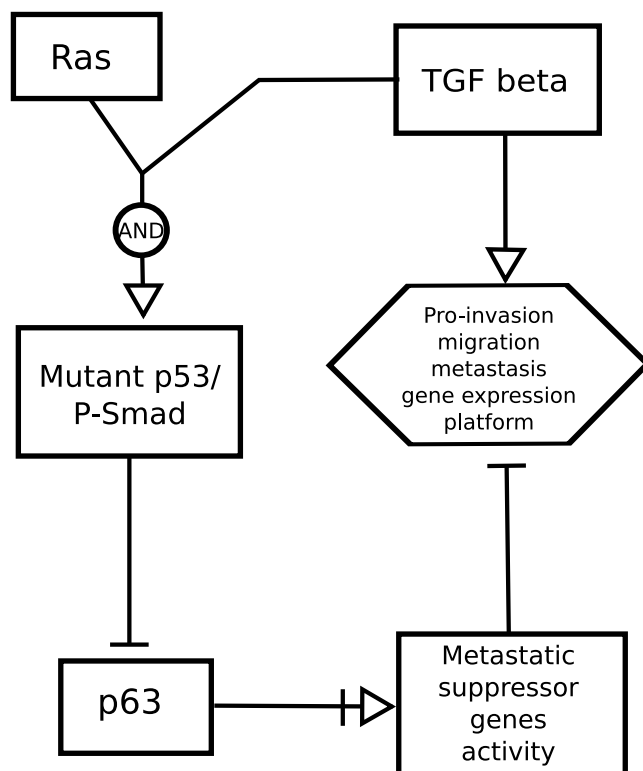 Ras
TGF beta
AND
Pro-invasion
migration
metastasis
gene expression
platform
Mutant p53/
P-Smad
p63
Metastatic
suppressor
genes
activity